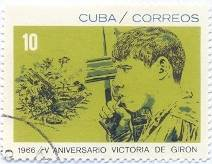 CUBA / CORREOS
10
1966 / V ANIVERSARIO VICTORIA DE GIRON